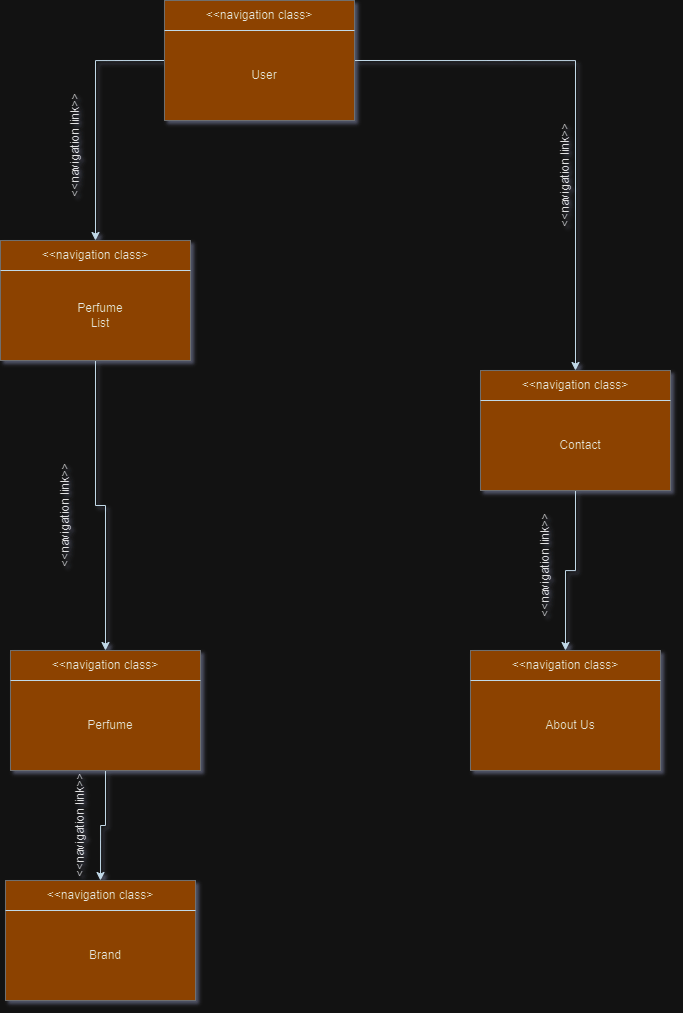 <<navigation class>>
User
<<navigation link>>
<<navigation link>>
<<navigation class>>
Perfume
List
<<navigation class>>
Contact
<<navigation link>>
<<navigation link>>
<<navigation class>>
Perfume
<<navigation class>>
About Us
<<navigation link>>
<<navigation class>>
Brand